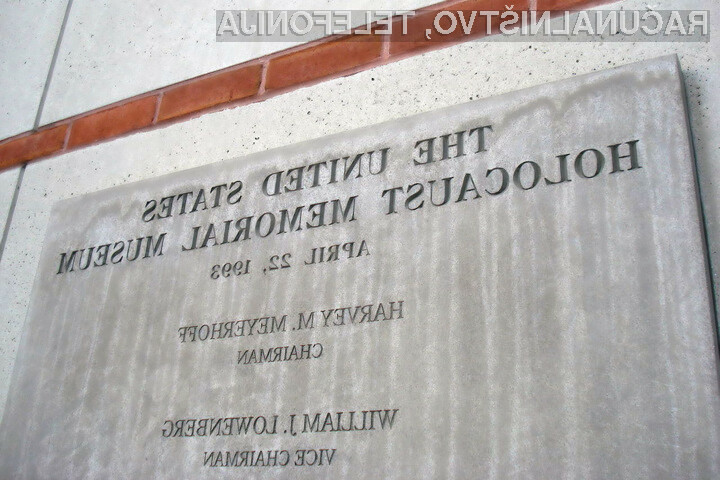 RAČUNALNIŠTVO, TELEFONIJA
THE UNITED STATES
HOLOCAUST MEMORIAL MUSEUM
APRIL 22, 1993
HARVEY M. MEYERHOFF
CHAIRMAN
WILLIAM J. LOWENBERG
VICE CHAIRMAN